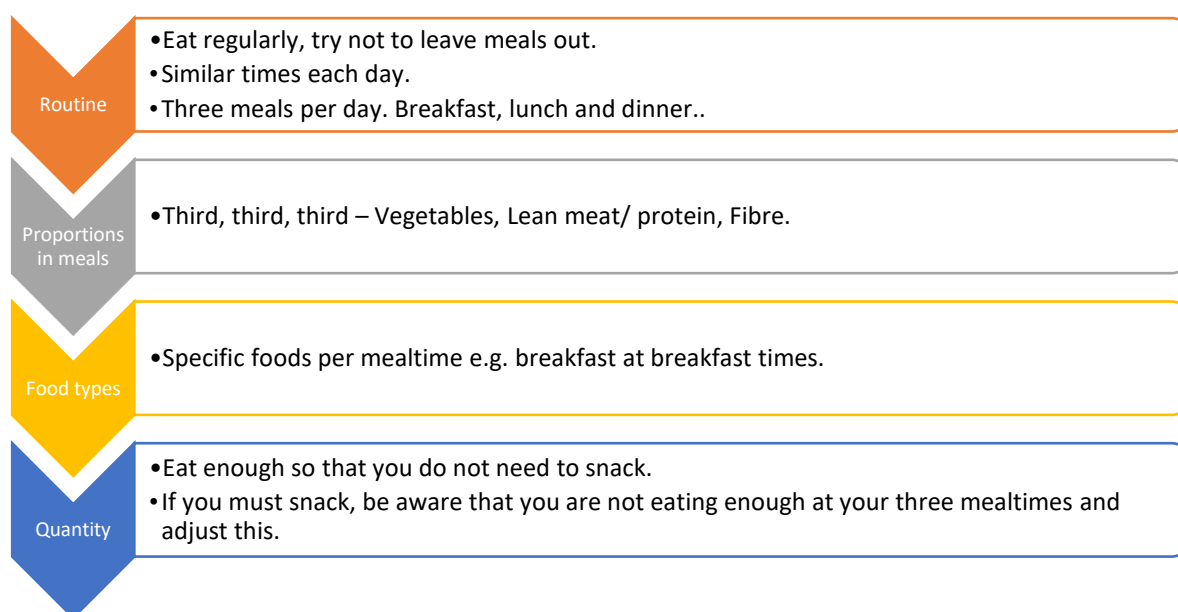 Routine
•Eat regularly, try not to leave meals out.
•Similar times each day.
•Three meals per day. Breakfast, lunch and dinner..
Proportions
in meals
•Third, third, third – Vegetables, Lean meat/ protein, Fibre.
Food types
•Specific foods per mealtime e.g. breakfast at breakfast times.
Quantity
•Eat enough so that you do not need to snack.
•If you must snack, be aware that you are not eating enough at your three mealtimes and
adjust this.